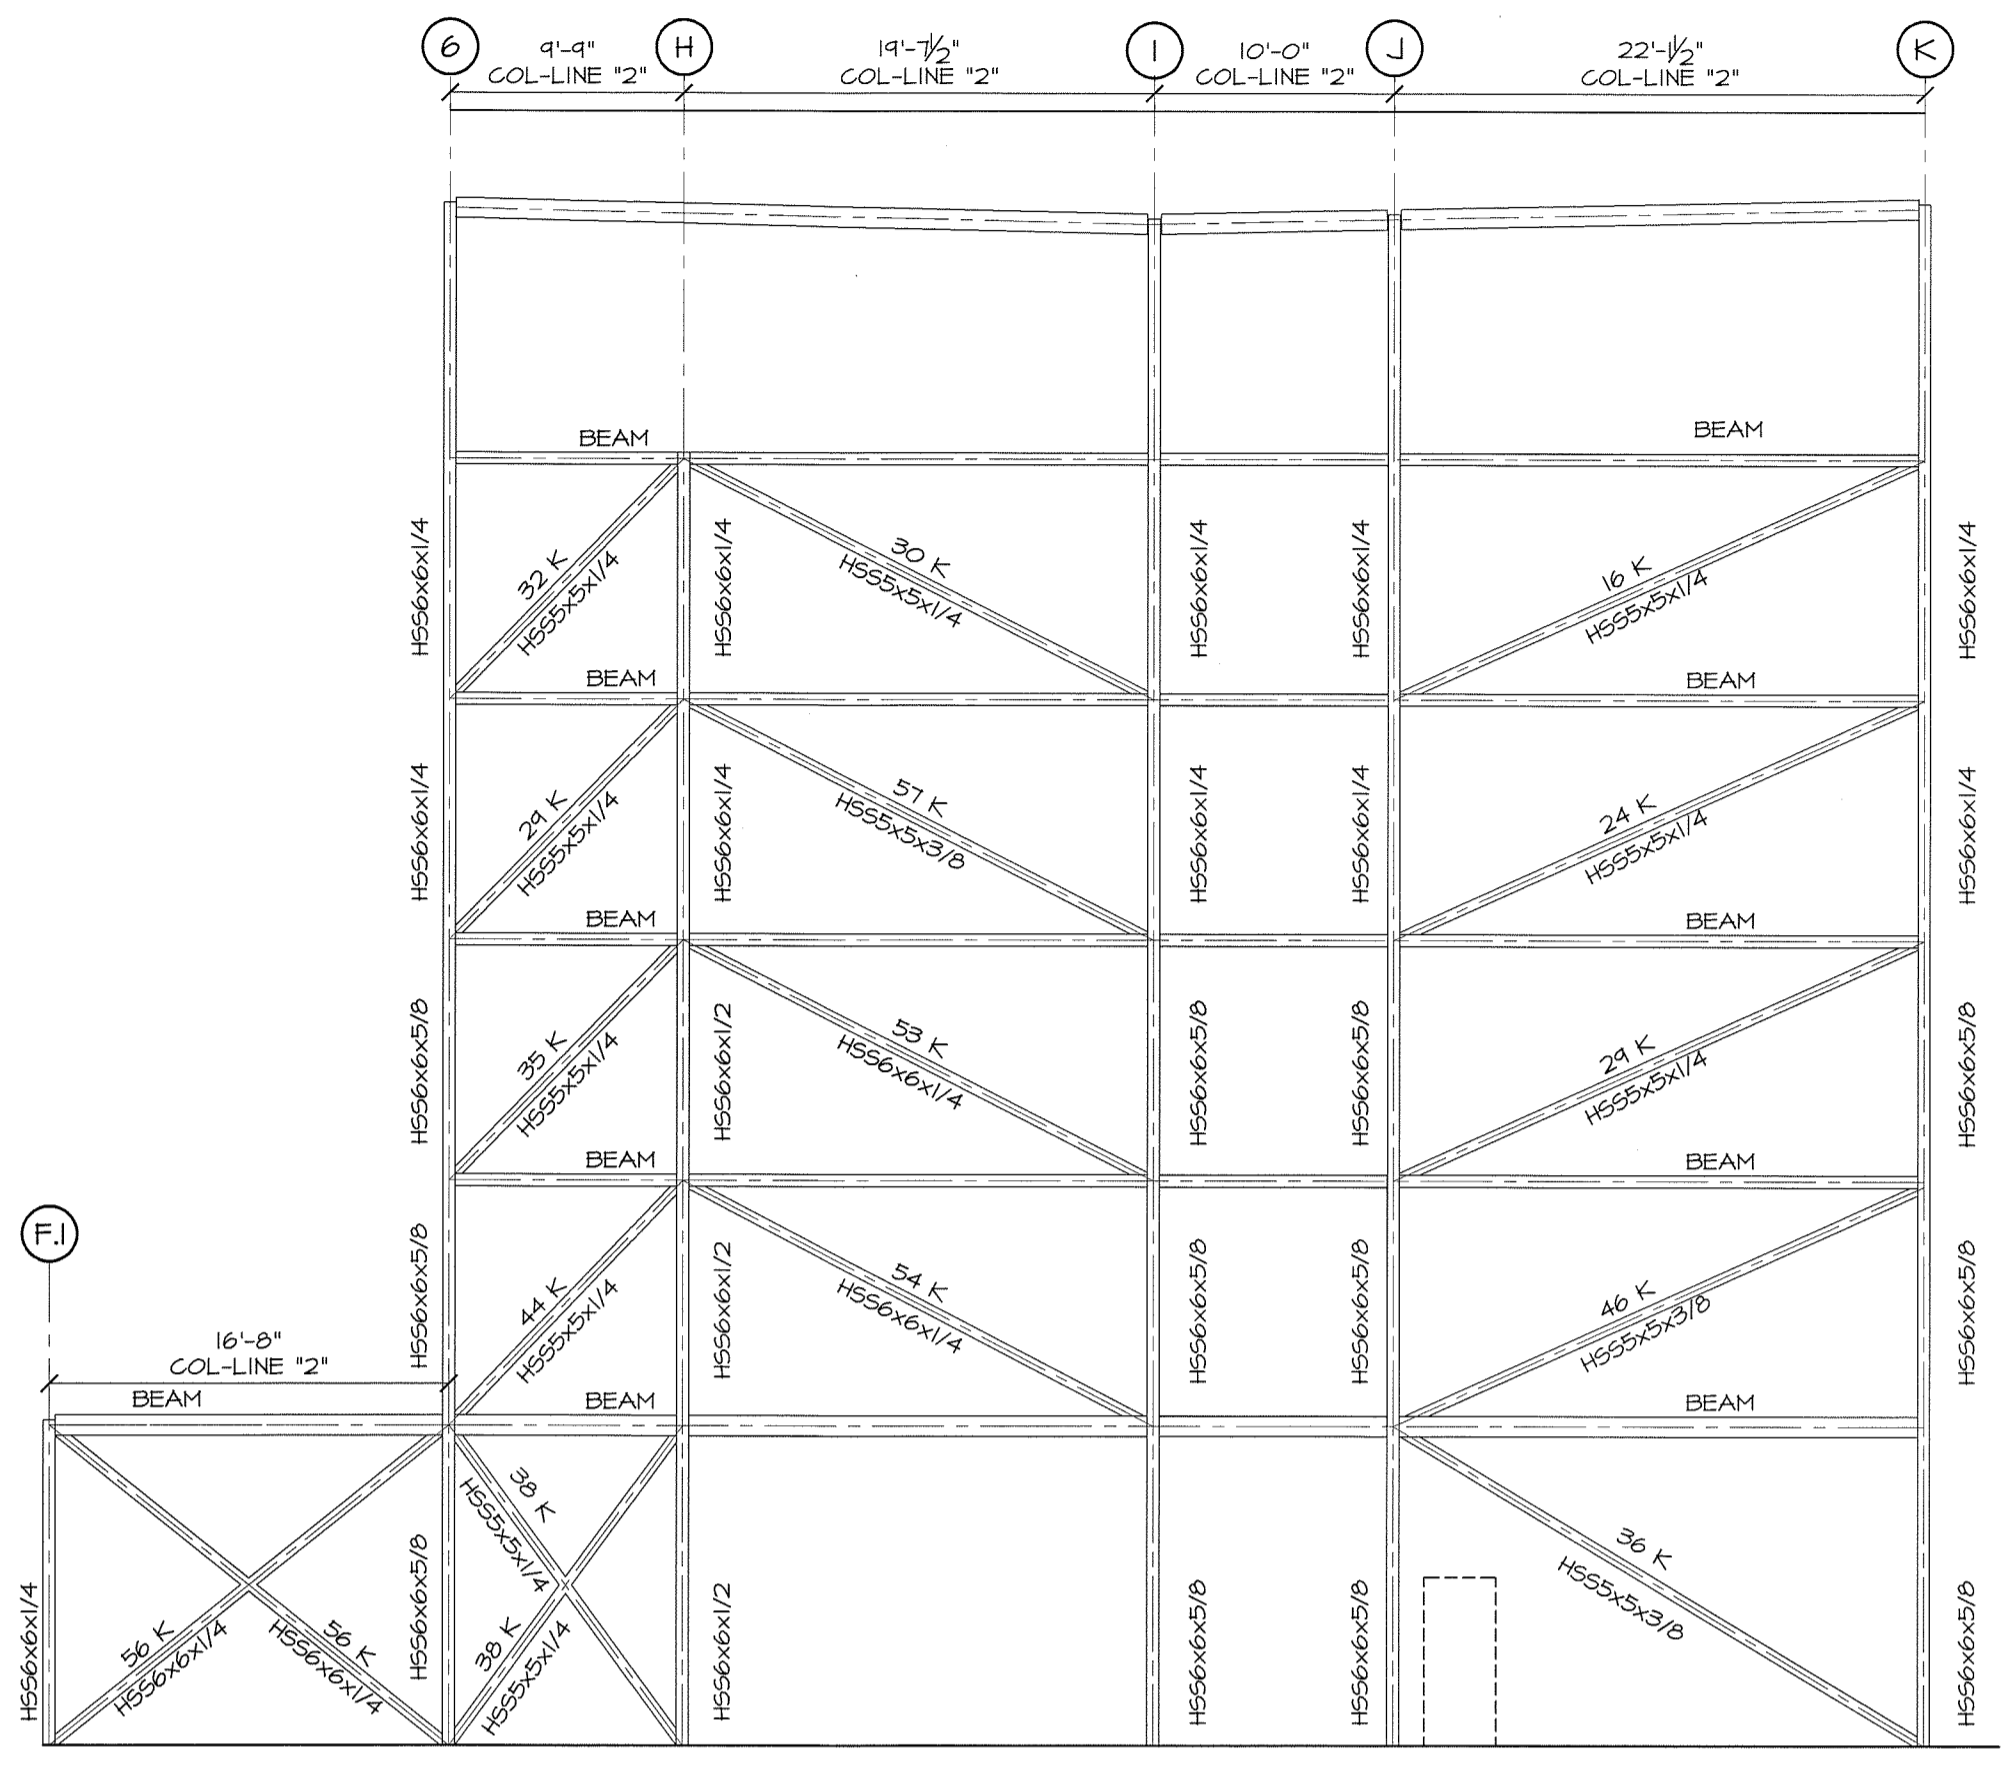 6
H
I
J
K
9'-9"
COL-LINE "2"
19'-7½"
COL-LINE "2"
10'-0"
COL-LINE "2"
22'-1½"
COL-LINE "2"
BEAM
BEAM
HSS6x6x1/4
32 K
HSS5x5x1/4
HSS6x6x1/4
30 K
HSS5x5x1/4
HSS6x6x1/4
HSS6x6x1/4
16 K
HSS5x5x1/4
HSS6x6x1/4
BEAM
BEAM
HSS6x6x1/4
29 K
HSS5x5x1/4
HSS6x6x1/4
57 K
HSS5x5x3/8
HSS6x6x1/4
HSS6x6x1/4
24 K
HSS5x5x1/4
HSS6x6x1/4
BEAM
BEAM
HSS6x6x5/8
35 K
HSS5x5x1/4
HSS6x6x1/2
53 K
HSS6x6x1/4
HSS6x6x5/8
HSS6x6x5/8
29 K
HSS5x5x1/4
HSS6x6x5/8
BEAM
BEAM
F.1
HSS6x6x5/8
44 K
HSS5x5x1/4
HSS6x6x1/2
54 K
HSS6x6x1/4
HSS6x6x5/8
HSS6x6x5/8
46 K
HSS5x5x3/8
HSS6x6x5/8
16'-8"
COL-LINE "2"
BEAM
BEAM
BEAM
HSS6x6x1/4
56 K
HSS6x6x1/4
56 K
HSS6x6x1/4
HSS6x6x5/8
38 K
HSS5x5x1/4
38 K
HSS5x5x1/4
HSS6x6x1/2
HSS6x6x5/8
HSS6x6x5/8
36 K
HSS5x5x3/8
HSS6x6x5/8